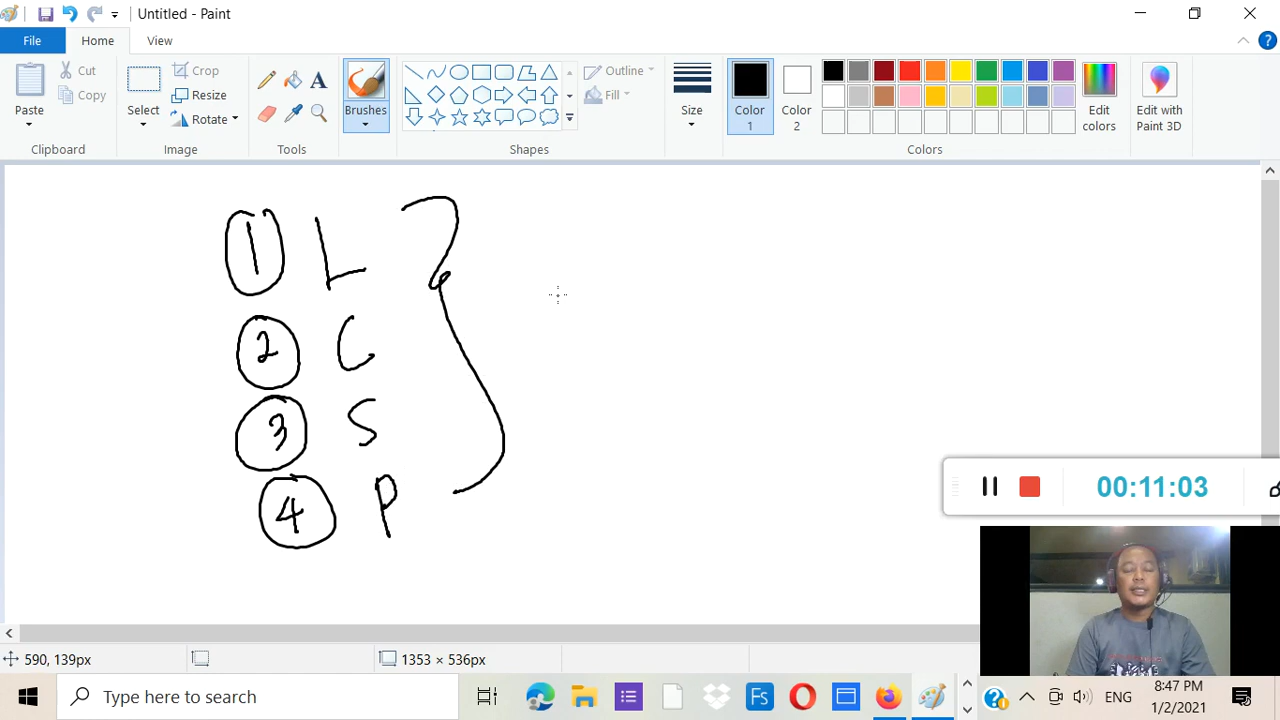 Untitled - Paint
File Home View
Paste Cut Copy
Clipboard
Select Crop Resize Rotate
Image
Tools
Brushes
Outline Fill
Shapes
Size
Color 1
Color 2
Edit colors
Colors
Edit with Paint 3D
1 L
2 C
3 S
4 P
00:11:03
590, 139px
1353 × 536px
Type here to search
Fs
ENG
8:47 PM
1/2/2021